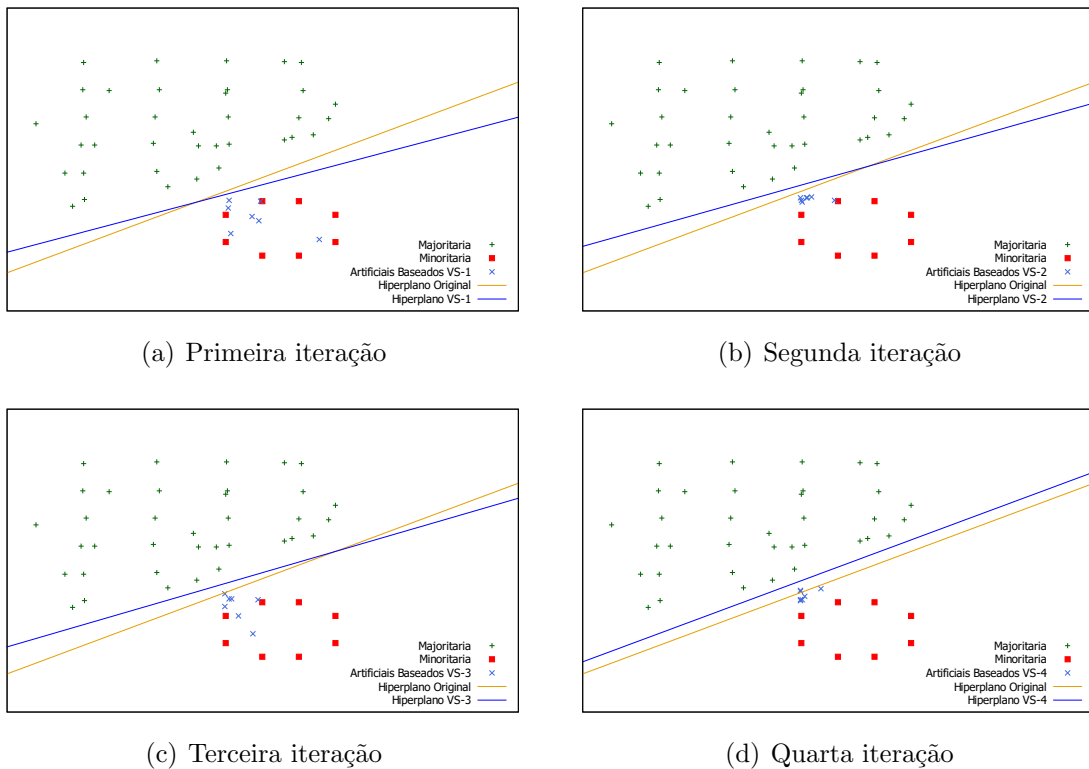 Majoritaria
Minoritaria
Artificiais Baseados VS-1
Hiperplano Original
Hiperplano VS-1
(a) Primeira iteração
Majoritaria
Minoritaria
Artificiais Baseados VS-2
Hiperplano Original
Hiperplano VS-2
(b) Segunda iteração
Majoritaria
Minoritaria
Artificiais Baseados VS-3
Hiperplano Original
Hiperplano VS-3
(c) Terceira iteração
Majoritaria
Minoritaria
Artificiais Baseados VS-4
Hiperplano Original
Hiperplano VS-4
(d) Quarta iteração